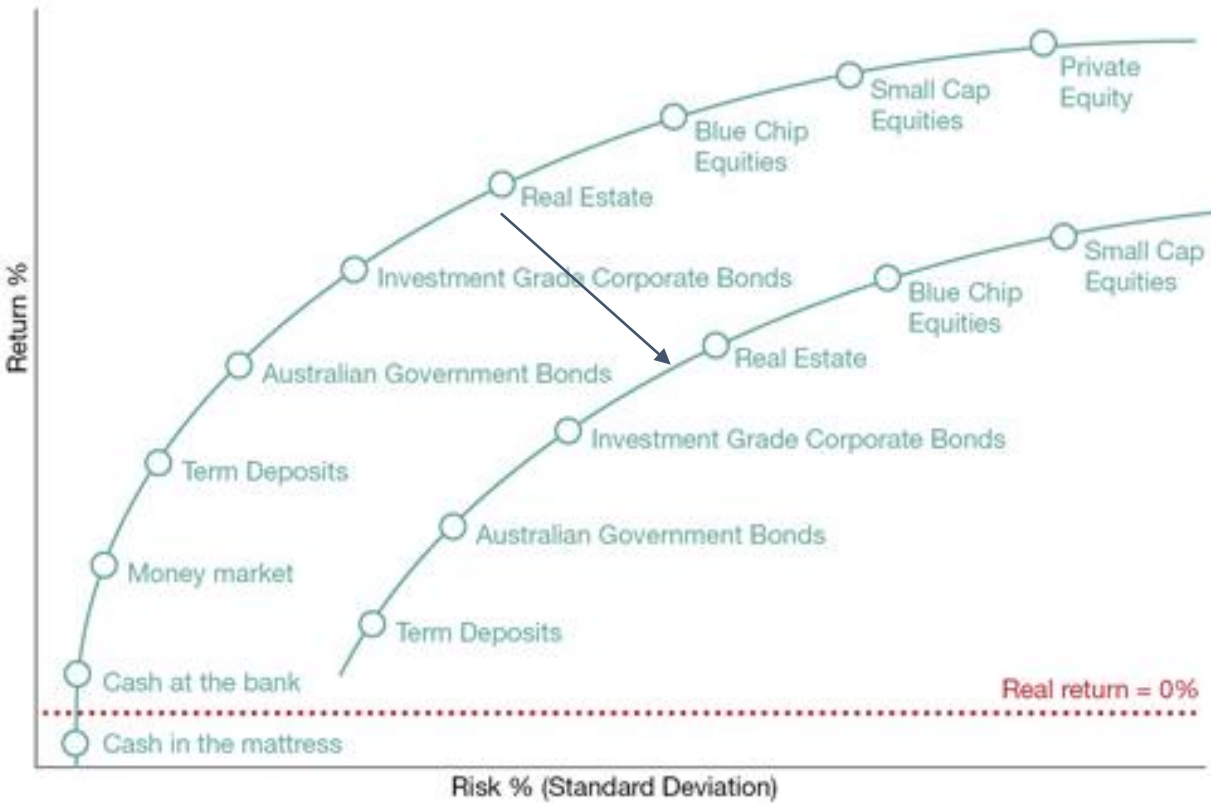 Private
Equity
Small Cap
Equities
Blue Chip
Equities
Real Estate
Investment Grade Corporate Bonds
Australian Government Bonds
Term Deposits
Money market
Cash at the bank
Cash in the mattress
Small Cap
Equities
Blue Chip
Equities
Real Estate
Investment Grade Corporate Bonds
Australian Government Bonds
Term Deposits
Real return = 0%
Return %
Risk % (Standard Deviation)